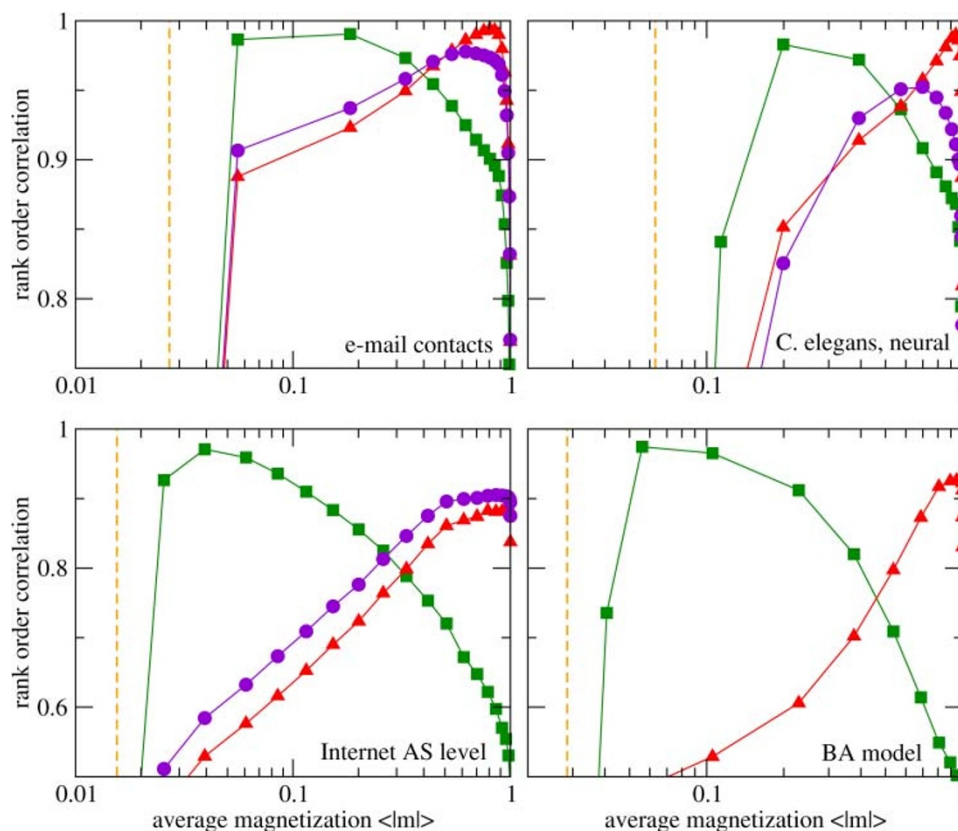 1
rank order correlation
0.9
0.8
e-mail contacts
C. elegans, neural
0.01
0.1
1
0.1
1
1
rank order correlation
0.8
0.6
Internet AS level
BA model
0.01
0.1
1
0.1
average magnetization <|m|>
average magnetization <|m|>